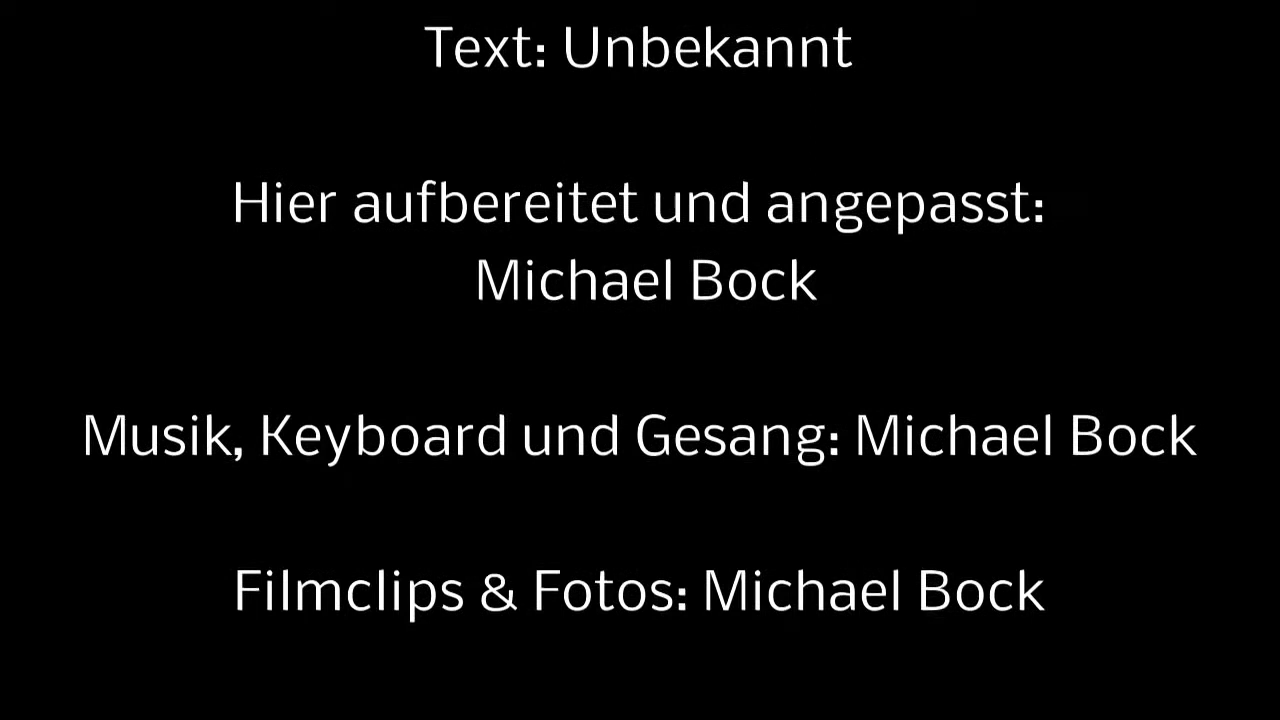 Text: Unbekannt
Hier aufbereitet und angepasst:
Michael Bock
Musik, Keyboard und Gesang: Michael Bock
Filmclips & Fotos: Michael Bock